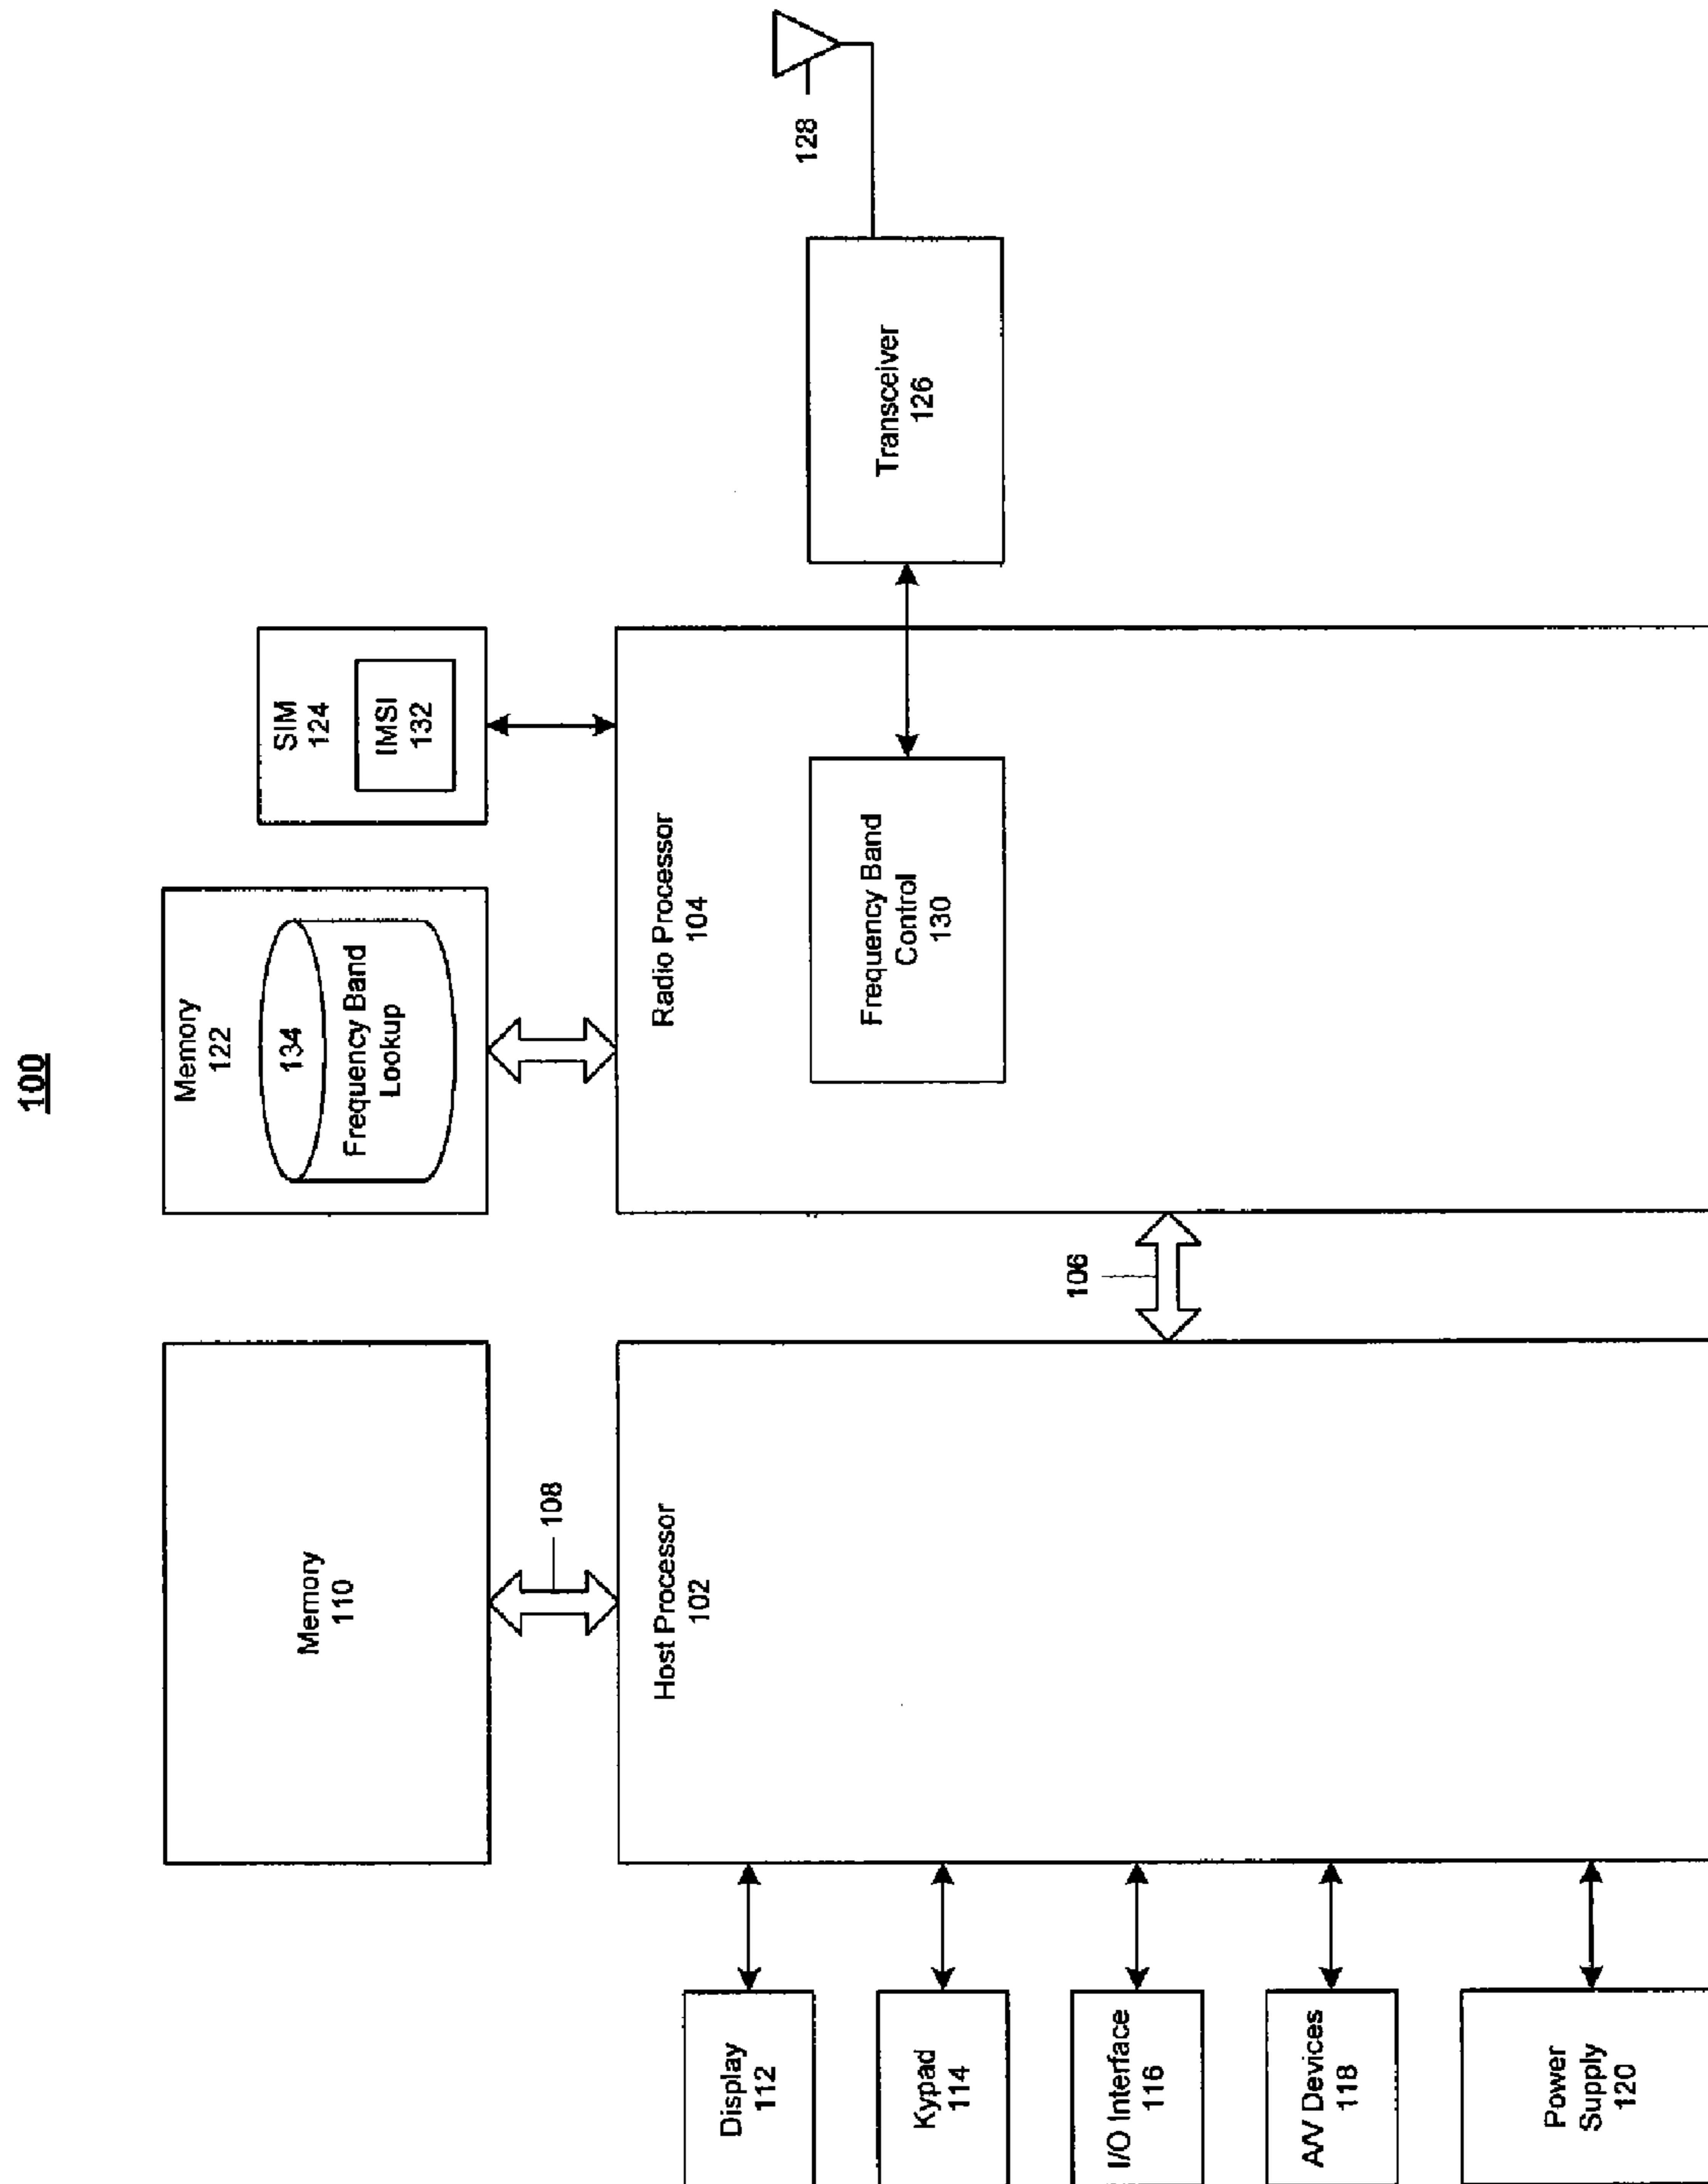 100
Memory
110
Memory
122
134
Frequency Band
Lookup
SIM
124
IMSI
132
108
128
Display
112
Kypad
114
I/O Interface
116
A/V Devices
118
Power
Supply
120
Host Processor
102
106
Radio Processor
104
Frequency Band
Control
130
Transceiver
126